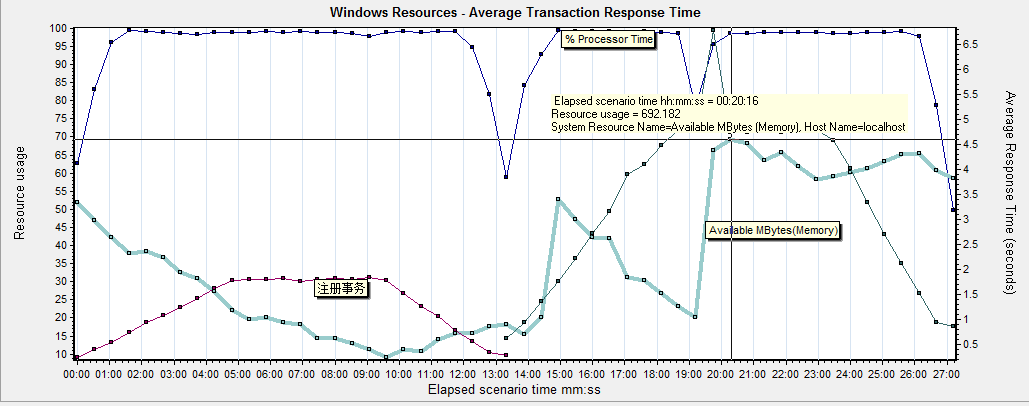 Windows Resources - Average Transaction Response Time
100
95
90
85
80
75
70
65
60
55
50
45
40
35
30
25
20
15
10
Resource usage
% Processor Time
Elapsed scenario time hh:mm:ss = 00:20:16
Resource usage = 692.182
System Resource Name=Available MBytes (Memory), Host Name=localhost
Available MBytes(Memory)
注册事务
6.5
6
5.5
5
4.5
4
3.5
3
2.5
2
1.5
1
0.5
Average Response Time (seconds)
00:00 01:00 02:00 03:00 04:00 05:00 06:00 07:00 08:00 09:00 10:00 11:00 12:00 13:00 14:00 15:00 16:00 17:00 18:00 19:00 20:00 21:00 22:00 23:00 24:00 25:00 26:00 27:00
Elapsed scenario time mm:ss